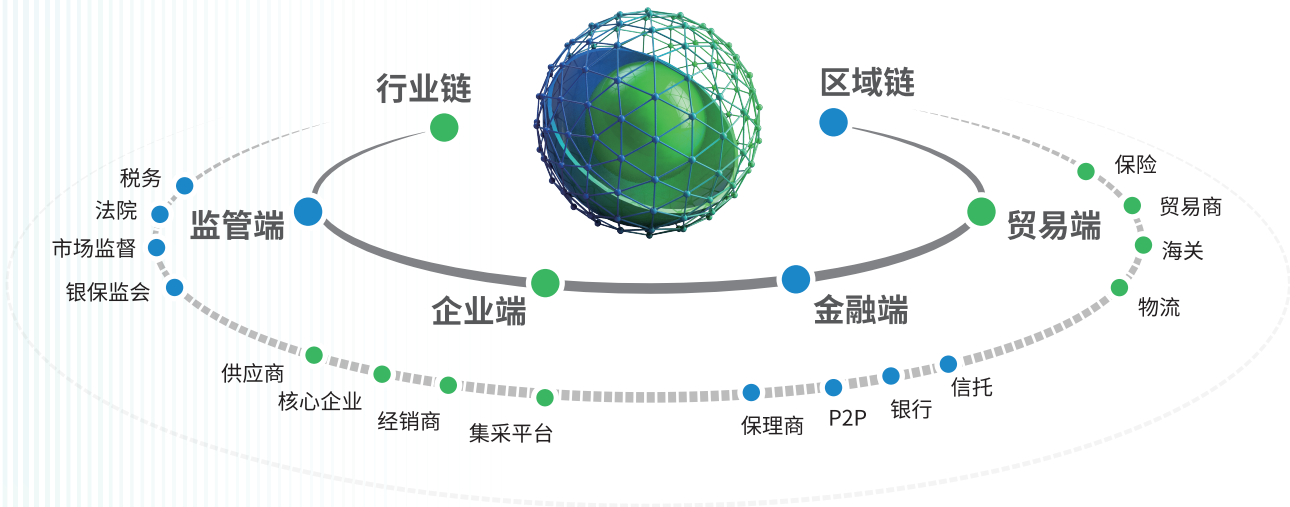 行业链
区域链
监管端
企业端
金融端
贸易端
税务
法院
市场监督
银保监会
供应商
核心企业
经销商
集采平台
保理商
P2P
银行
信托
保险
贸易商
海关
物流